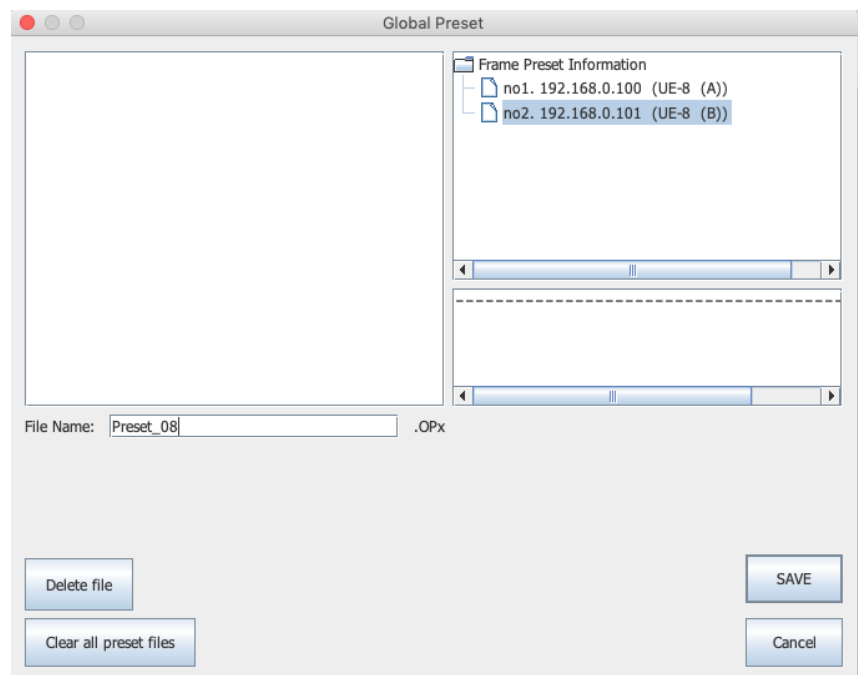 Global Preset
Frame Preset Information
no1. 192.168.0.100 (UE-8 (A))
no2. 192.168.0.101 (UE-8 (B))
File Name: Preset_08 .OPx
Delete file
SAVE
Clear all preset files
Cancel